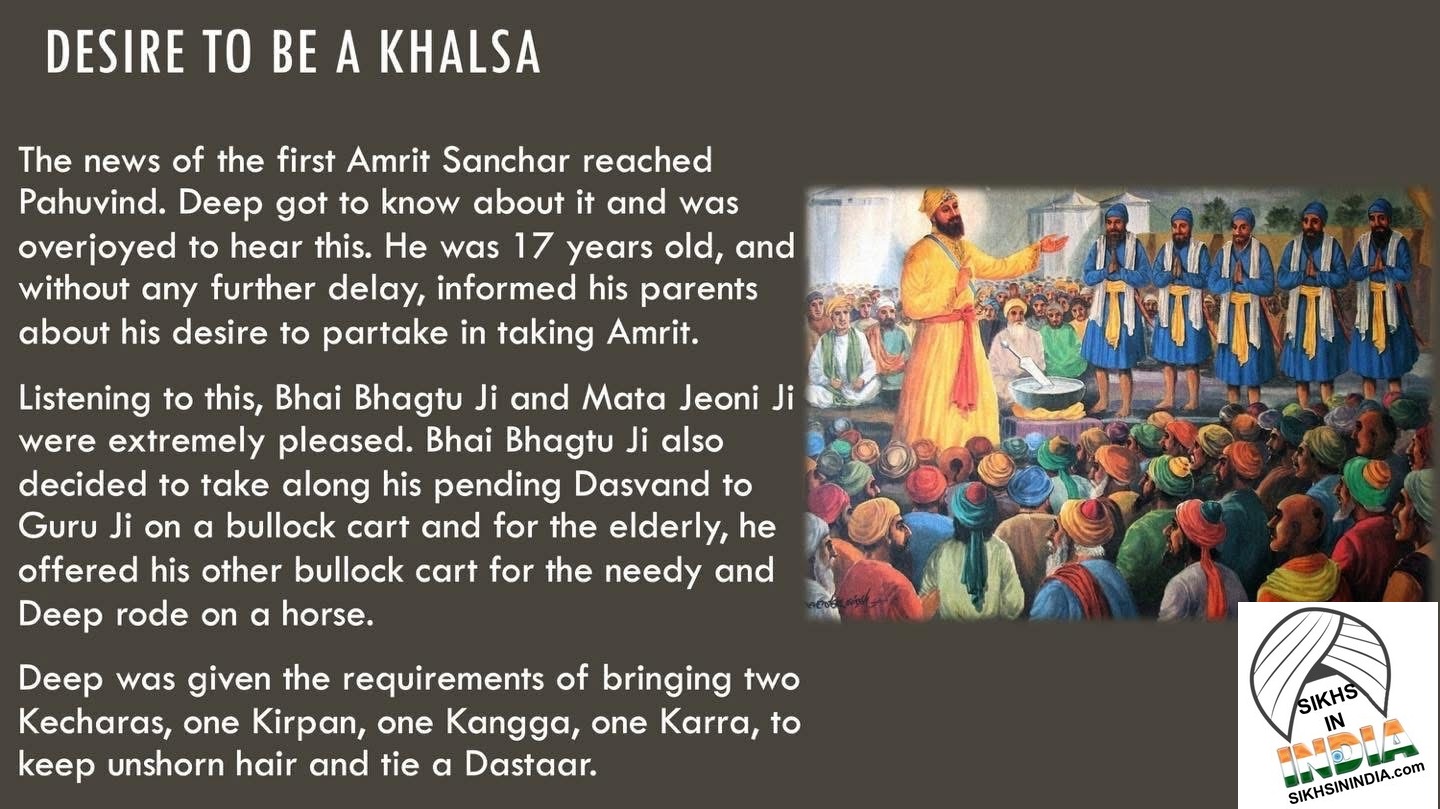 DESIRE TO BE A KHALSA
The news of the first Amrit Sanchar reached
Pahuvind. Deep got to know about it and was
overjoyed to hear this. He was 17 years old, and
without any further delay, informed his parents
about his desire to partake in taking Amrit.
Listening to this, Bhai Bhagtu Ji and Mata Jeoni Ji
were extremely pleased. Bhai Bhagtu Ji also
decided to take along his pending Dasvand to
Guru Ji on a bullock cart and for the elderly, he
offered his other bullock cart for the needy and
Deep rode on a horse.
Deep was given the requirements of bringing two
Kecharas, one Kirpan, one Kangga, one Karra, to
keep unshorn hair and tie a Dastaar.
SIKHS
IN
INDIA
SIKHSININDIA.com